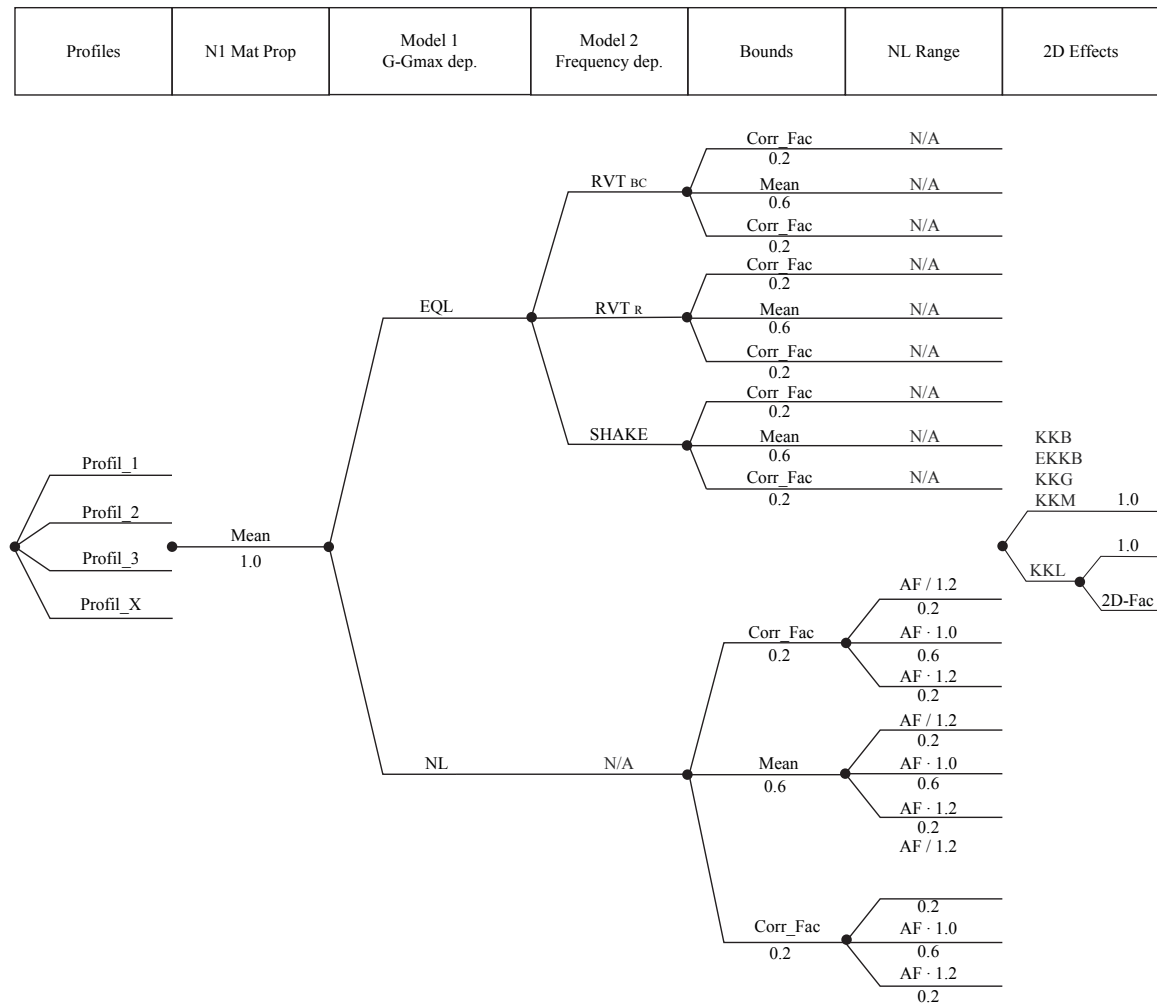 Profiles
N1 Mat Prop
Model 1
G-Gmax dep.
Model 2
Frequency dep.
Bounds
NL Range
2D Effects
Corr_Fac N/A
0.2
RVT BC Mean N/A
0.6
Corr_Fac N/A
0.2
Corr_Fac N/A
0.2
EQL RVT R Mean N/A
0.6
Corr_Fac N/A
0.2
Corr_Fac N/A
0.2
SHAKE Mean N/A
0.6
Corr_Fac N/A
0.2
KKB
EKKB
KKG
KKM 1.0
1.0
KKL
2D-Fac
Profil_1
Profil_2
Profil_3
Profil_X
Mean
1.0
AF / 1.2
0.2
Corr_Fac AF · 1.0
0.2 0.6
AF · 1.2
0.2
AF / 1.2
0.2
NL N/A Mean AF · 1.0
0.6 0.6
AF · 1.2
0.2
AF / 1.2
0.2
Corr_Fac AF · 1.0
0.2 0.6
AF · 1.2
0.2